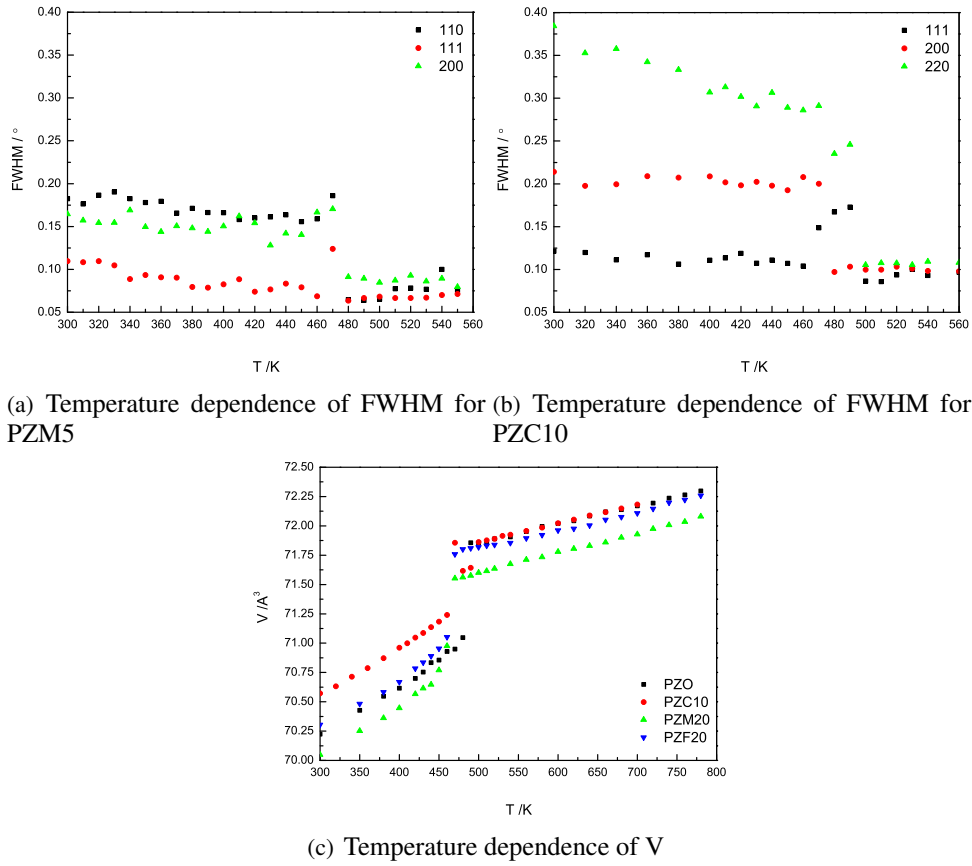 0.40
0.35
0.30
0.25
0.20
0.15
0.10
0.05
FWHM / °
110
111
200
300 320 340 360 380 400 420 440 460 480 500 520 540 560
T /K
0.40
0.35
0.30
0.25
0.20
0.15
0.10
0.05
FWHM / °
111
200
220
300 320 340 360 380 400 420 440 460 480 500 520 540 560
T /K
(a) Temperature dependence of FWHM for
PZM5
(b) Temperature dependence of FWHM for
PZC10
72.50
72.25
72.00
71.75
71.50
71.25
71.00
70.75
70.50
70.25
70.00
V /A³
PZO
PZC10
PZM20
PZF20
300 350 400 450 500 550 600 650 700 750 800
T /K
(c) Temperature dependence of V